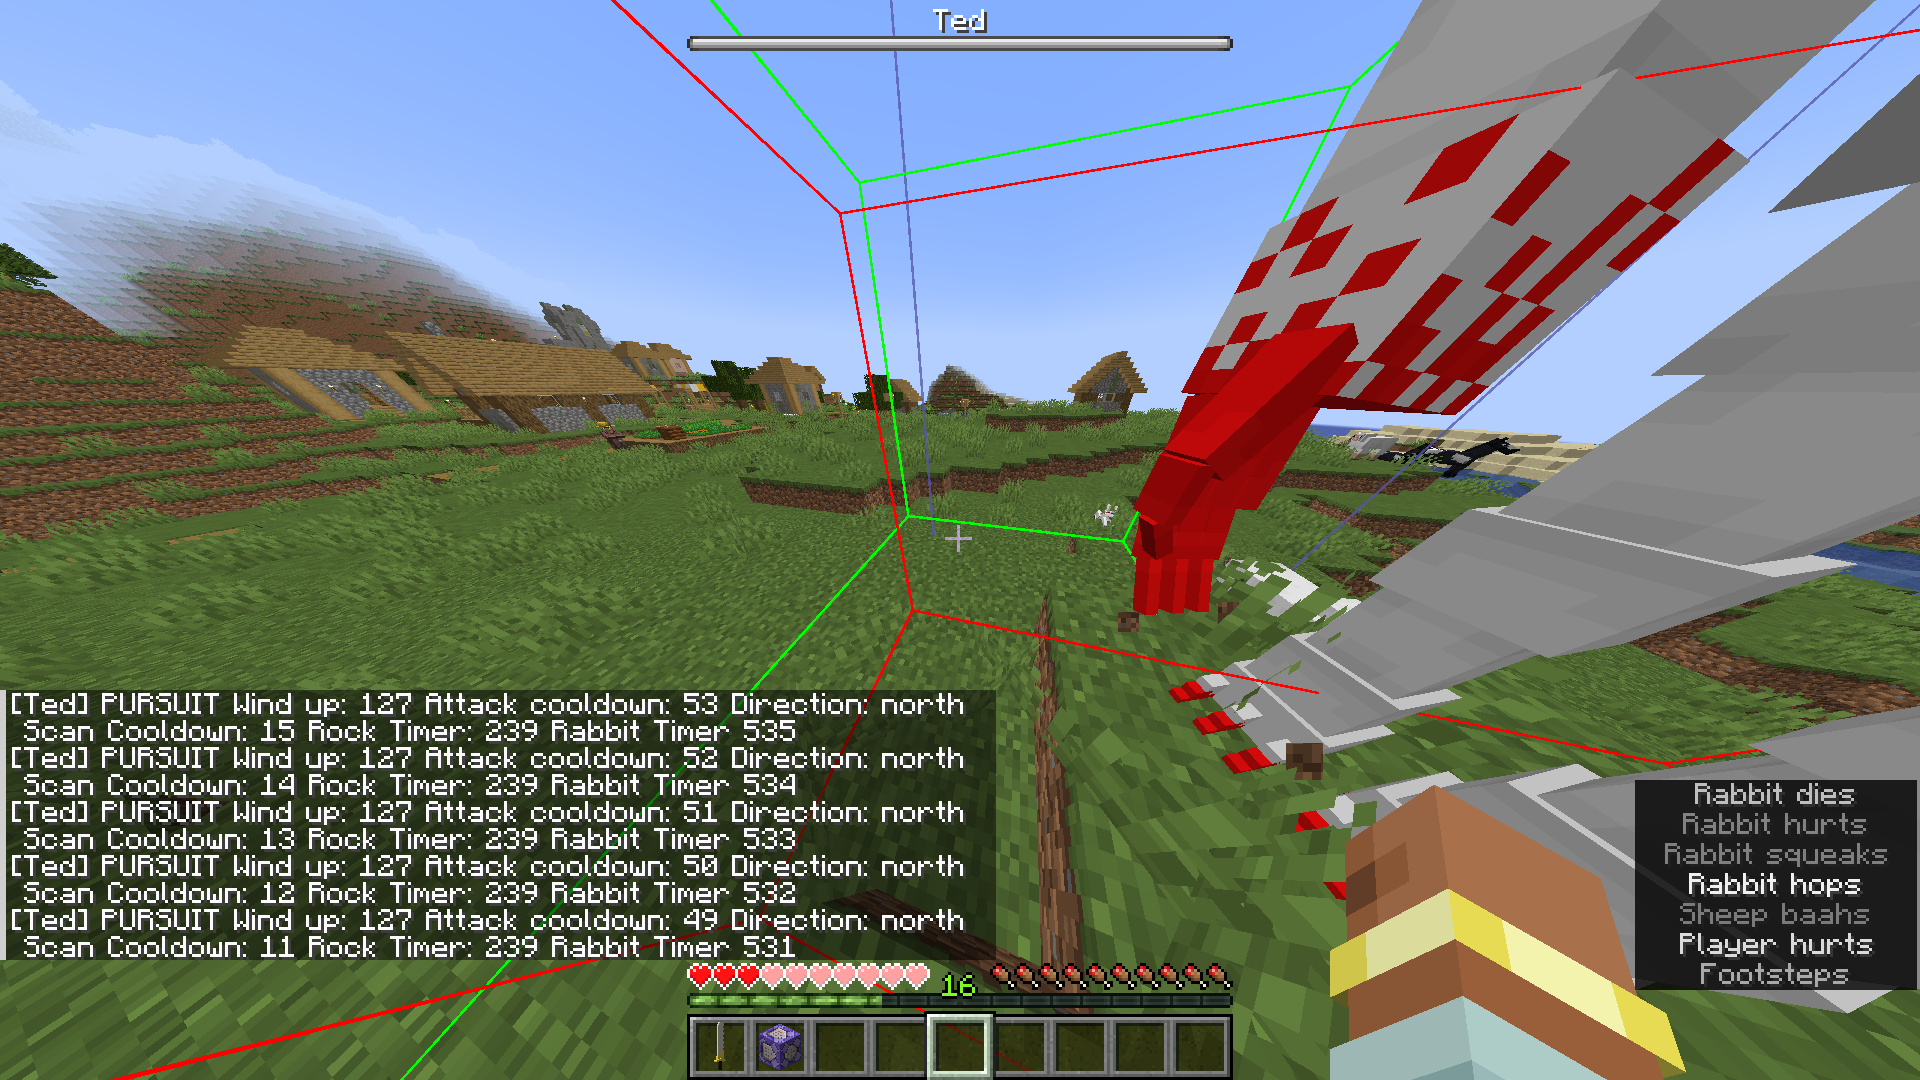 Ted
[Ted] PURSUIT Wind up: 127 Attack cooldown: 53 Direction: north
Scan Cooldown: 15 Rock Timer: 239 Rabbit Timer 535
[Ted] PURSUIT Wind up: 127 Attack cooldown: 52 Direction: north
Scan Cooldown: 14 Rock Timer: 239 Rabbit Timer 534
[Ted] PURSUIT Wind up: 127 Attack cooldown: 51 Direction: north
Scan Cooldown: 13 Rock Timer: 239 Rabbit Timer 533
[Ted] PURSUIT Wind up: 127 Attack cooldown: 50 Direction: north
Scan Cooldown: 12 Rock Timer: 239 Rabbit Timer 532
[Ted] PURSUIT Wind up: 127 Attack cooldown: 49 Direction: north
Scan Cooldown: 11 Rock Timer: 239 Rabbit Timer 531
Rabbit dies
Rabbit hurts
Rabbit squeaks
Rabbit hops
Sheep baahs
Player hurts
Footsteps
16